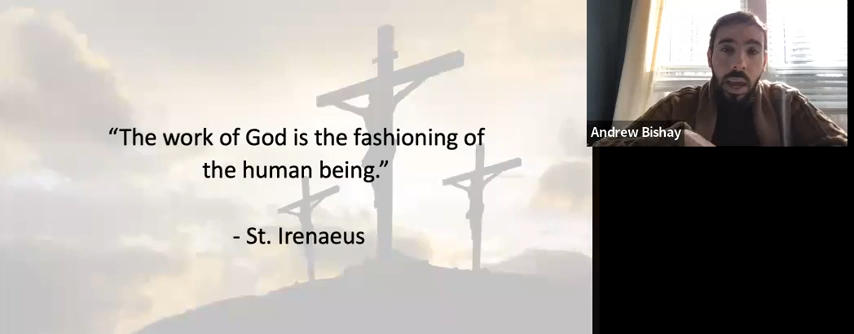 “The work of God is the fashioning of
the human being.”
- St. Irenaeus
Andrew Bishay